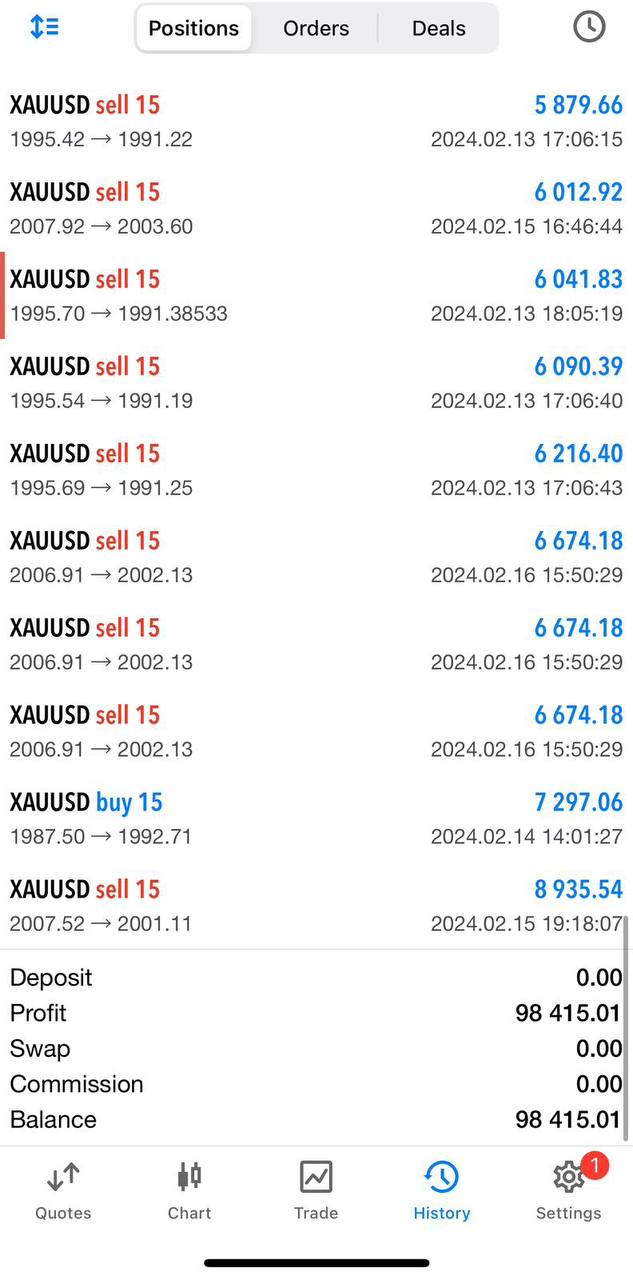 Positions Orders Deals
XAUUSD sell 15 5 879.66
1995.42 → 1991.22 2024.02.13 17:06:15
XAUUSD sell 15 6 012.92
2007.92 → 2003.60 2024.02.15 16:46:44
XAUUSD sell 15 6 041.83
1995.70 → 1991.38533 2024.02.13 18:05:19
XAUUSD sell 15 6 090.39
1995.54 → 1991.19 2024.02.13 17:06:40
XAUUSD sell 15 6 216.40
1995.69 → 1991.25 2024.02.13 17:06:43
XAUUSD sell 15 6 674.18
2006.91 → 2002.13 2024.02.16 15:50:29
XAUUSD sell 15 6 674.18
2006.91 → 2002.13 2024.02.16 15:50:29
XAUUSD sell 15 6 674.18
2006.91 → 2002.13 2024.02.16 15:50:29
XAUUSD buy 15 7 297.06
1987.50 → 1992.71 2024.02.14 14:01:27
XAUUSD sell 15 8 935.54
2007.52 → 2001.11 2024.02.15 19:18:07
Deposit 0.00
Profit 98 415.01
Swap 0.00
Commission 0.00
Balance 98 415.01
1
Quotes Chart Trade History Settings